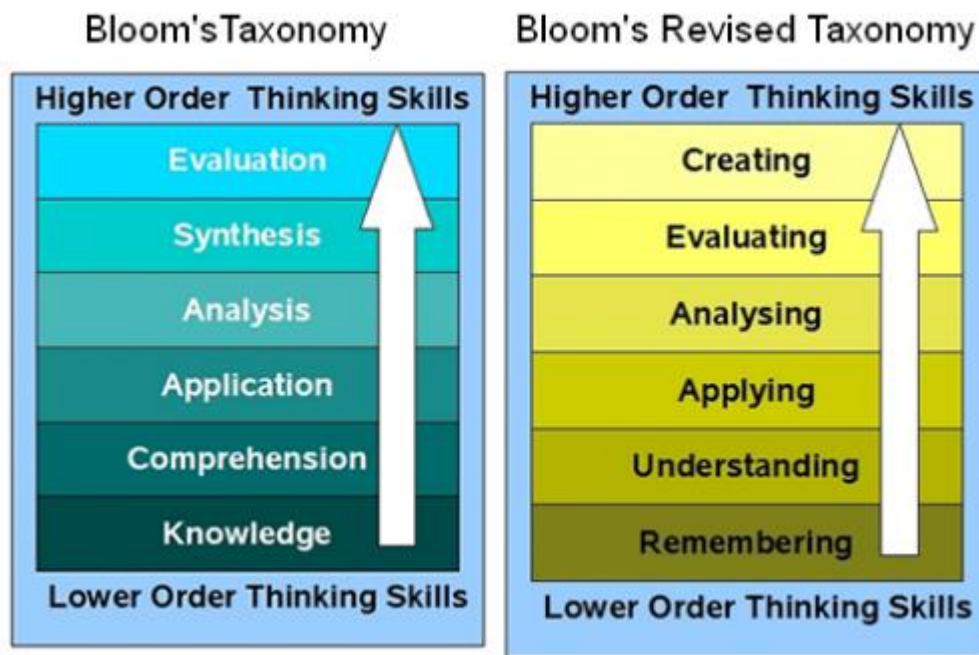 Bloom'sTaxonomy
Higher Order Thinking Skills
Evaluation
Synthesis
Analysis
Application
Comprehension
Knowledge
Lower Order Thinking Skills
Bloom's Revised Taxonomy
Higher Order Thinking Skills
Creating
Evaluating
Analysing
Applying
Understanding
Remembering
Lower Order Thinking Skills